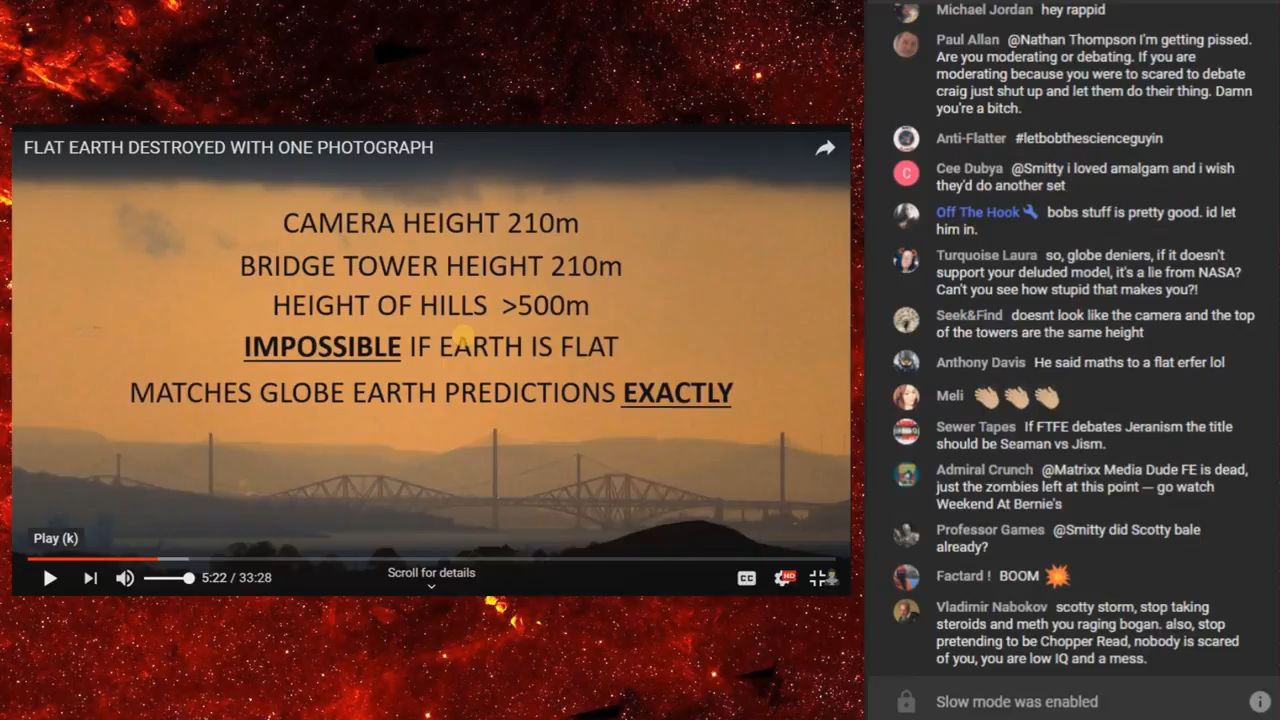 FLAT EARTH DESTROYED WITH ONE PHOTOGRAPH
CAMERA HEIGHT 210m
BRIDGE TOWER HEIGHT 210m
HEIGHT OF HILLS >500m
IMPOSSIBLE IF EARTH IS FLAT
MATCHES GLOBE EARTH PREDICTIONS EXACTLY
Play (k)
5:22 / 33:28
Scroll for details
CC
HD
Michael Jordan hey rappid
Paul Allan @Nathan Thompson I'm getting pissed.
Are you moderating or debating. If you are
moderating because you were to scared to debate
craig just shut up and let them do their thing. Damn
you're a bitch.
Anti-Flatter #letbobthescienceguyin
C
Cee Dubya @Smitty i loved amalgam and i wish
they'd do another set
Off The Hook bobs stuff is pretty good. id let
him in.
Turquoise Laura so, globe deniers, if it doesn't
support your deluded model, it's a lie from NASA?
Can't you see how stupid that makes you?!
Seek&Find doesnt look like the camera and the top
of the towers are the same height
Anthony Davis He said maths to a flat erfer lol
Meli 👏🏼👏🏼👏🏼
Sewer Tapes If FTFE debates Jeranism the title
should be Seaman vs Jism.
Admiral Crunch @Matrixx Media Dude FE is dead,
just the zombies left at this point — go watch
Weekend At Bernie's
Professor Games @Smitty did Scotty bale
already?
Factard ! BOOM 💥
Vladimir Nabokov scotty storm, stop taking
steroids and meth you raging bogan. also, stop
pretending to be Chopper Read, nobody is scared
of you, you are low IQ and a mess.
Slow mode was enabled